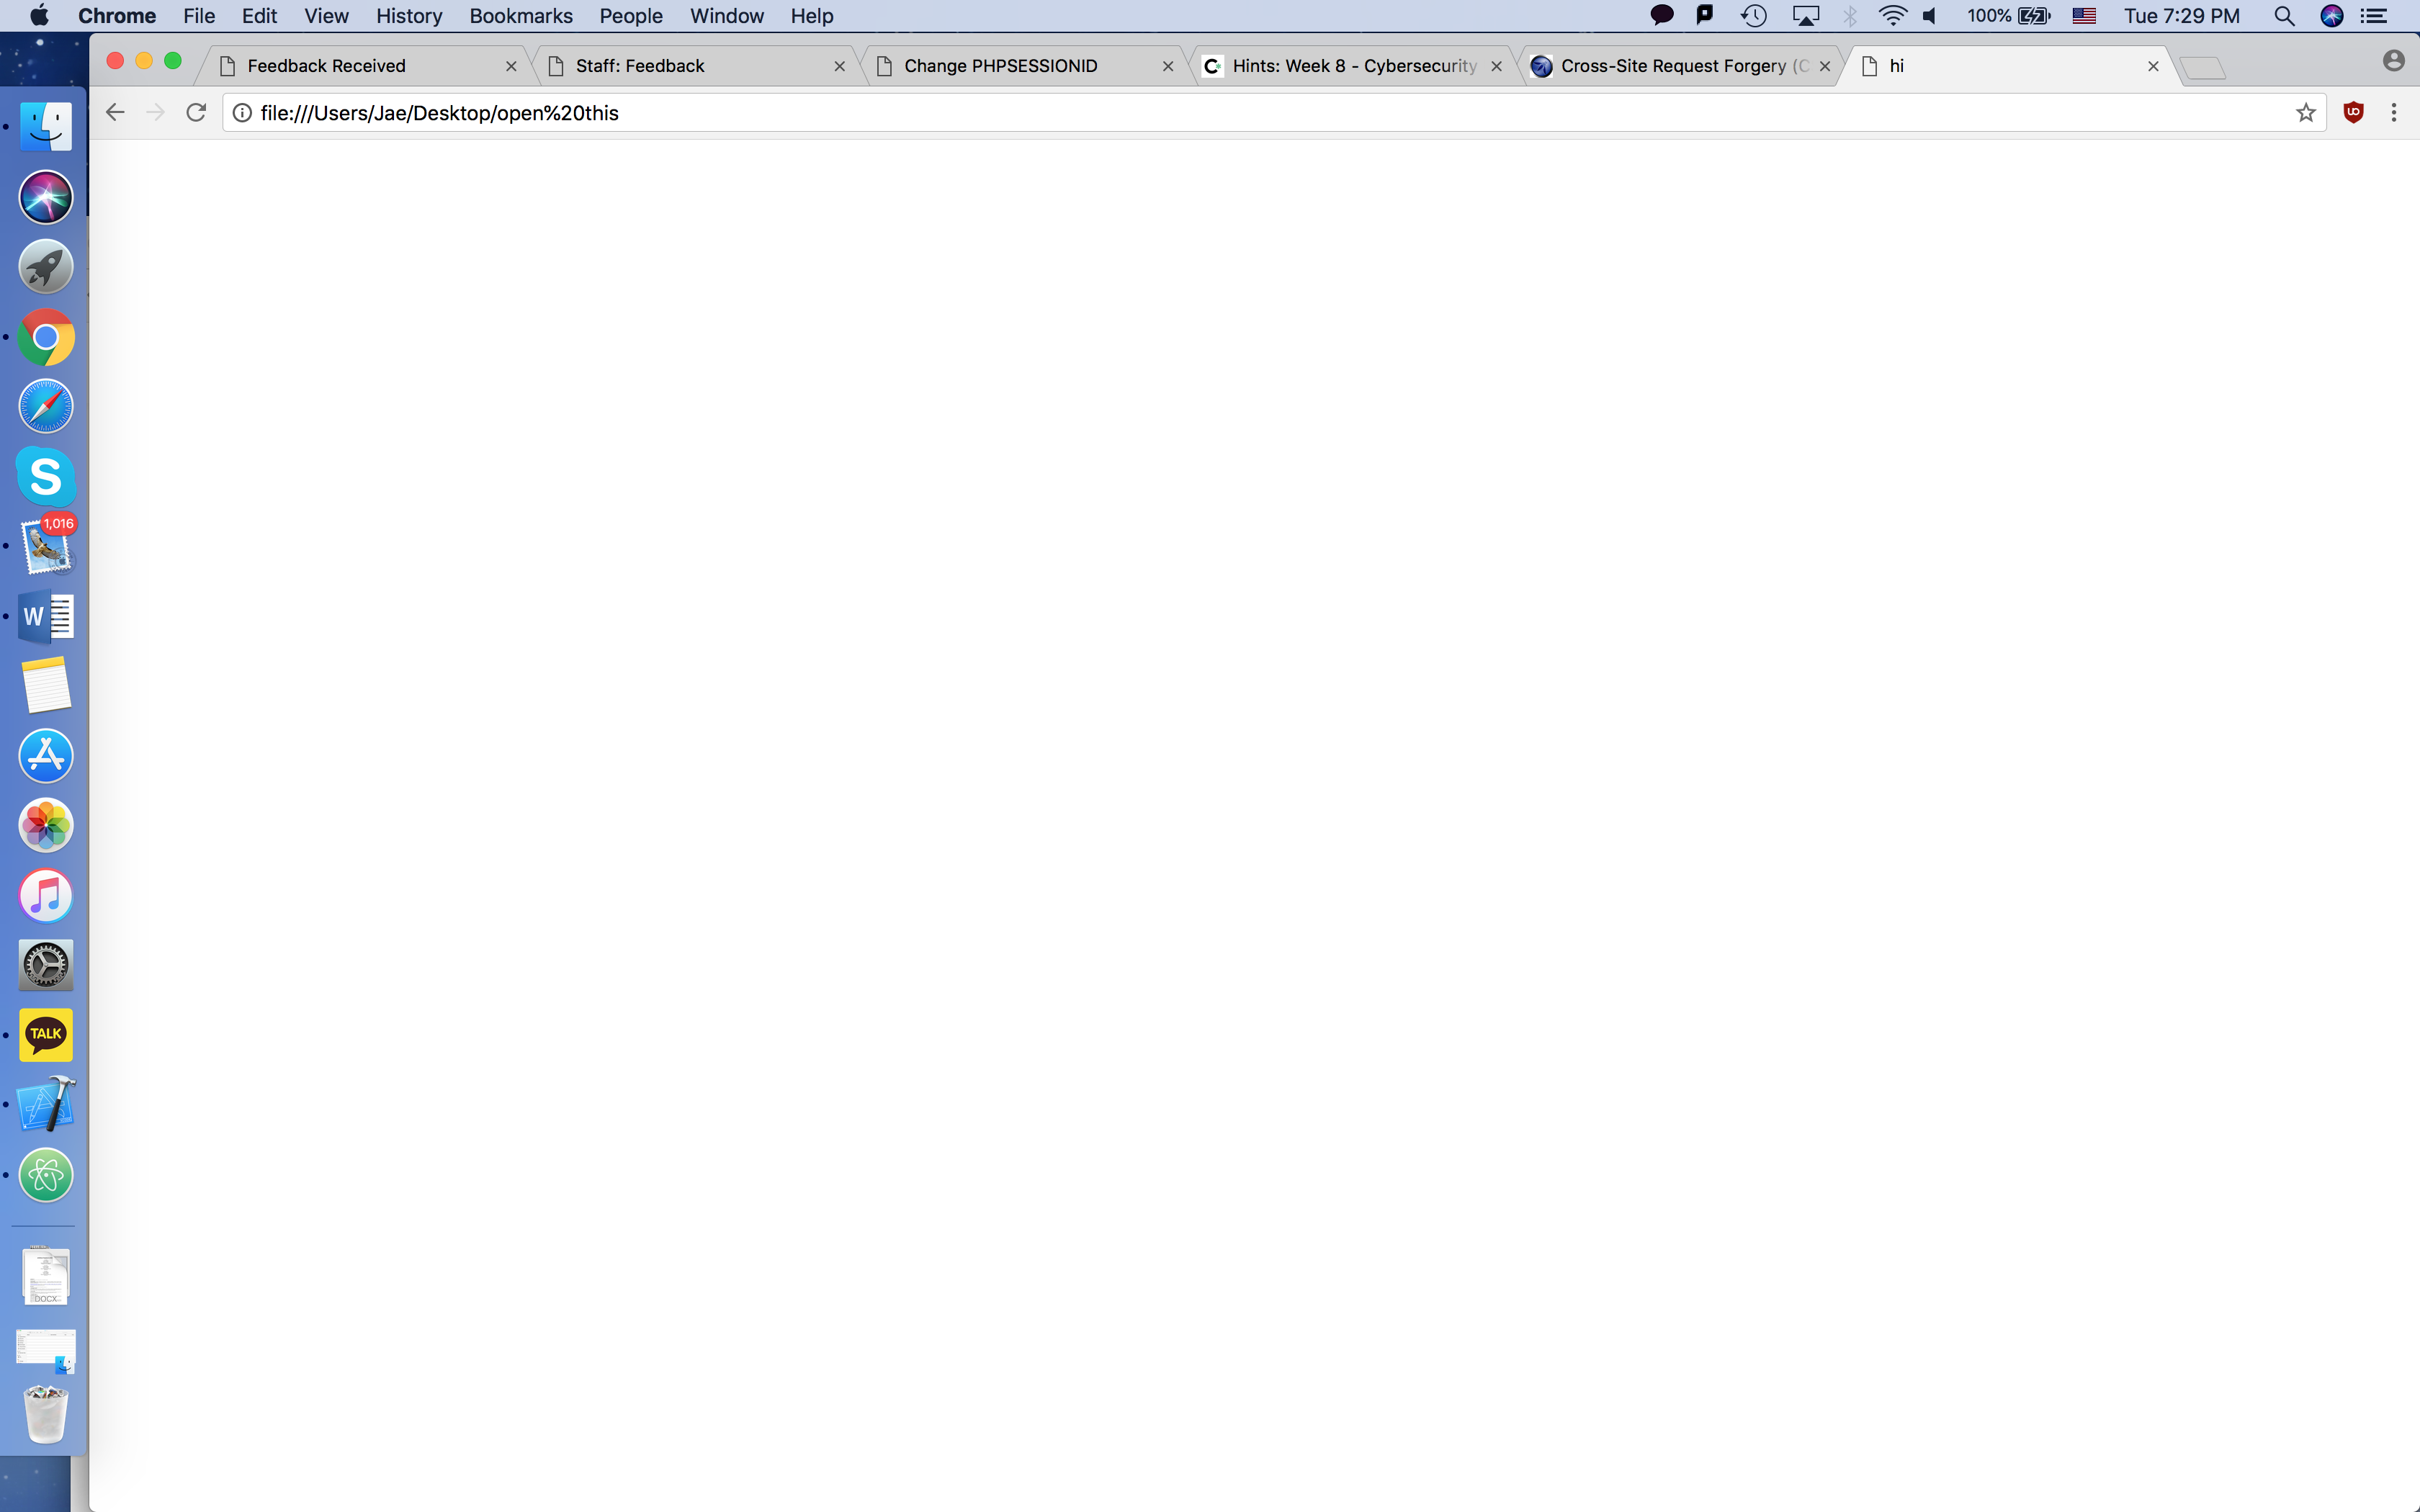 Chrome File Edit View History Bookmarks People Window Help 100% Tue 7:29 PM
Feedback Received
Staff: Feedback
Change PHPSESSIONID
Hints: Week 8 - Cybersecurity
Cross-Site Request Forgery (C
hi
file:///Users/Jae/Desktop/open%20this
S
1,016
W
TALK
DOCX